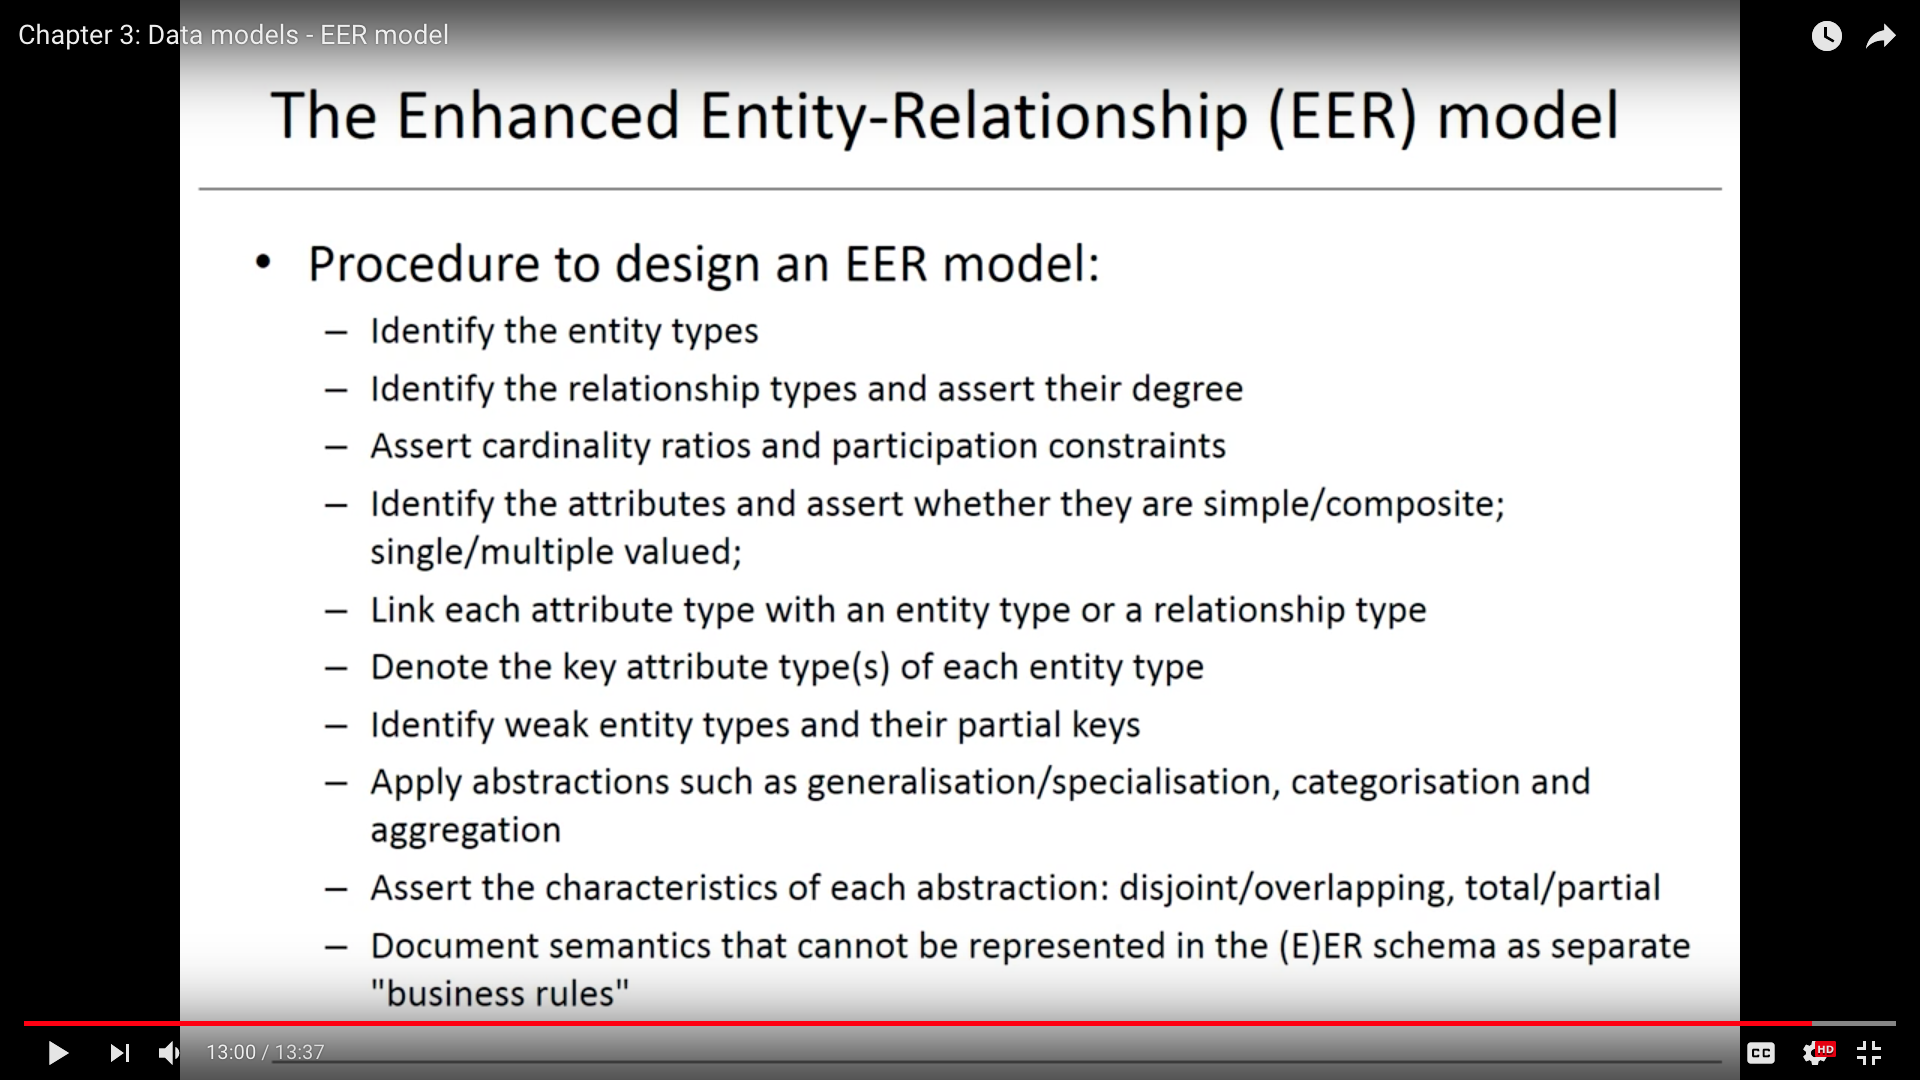 Chapter 3: Data models - EER model
The Enhanced Entity-Relationship (EER) model
• Procedure to design an EER model:
– Identify the entity types
– Identify the relationship types and assert their degree
– Assert cardinality ratios and participation constraints
– Identify the attributes and assert whether they are simple/composite;
single/multiple valued;
– Link each attribute type with an entity type or a relationship type
– Denote the key attribute type(s) of each entity type
– Identify weak entity types and their partial keys
– Apply abstractions such as generalisation/specialisation, categorisation and
aggregation
– Assert the characteristics of each abstraction: disjoint/overlapping, total/partial
– Document semantics that cannot be represented in the (E)ER schema as separate
"business rules"
13:00 / 13:37
CC
HD